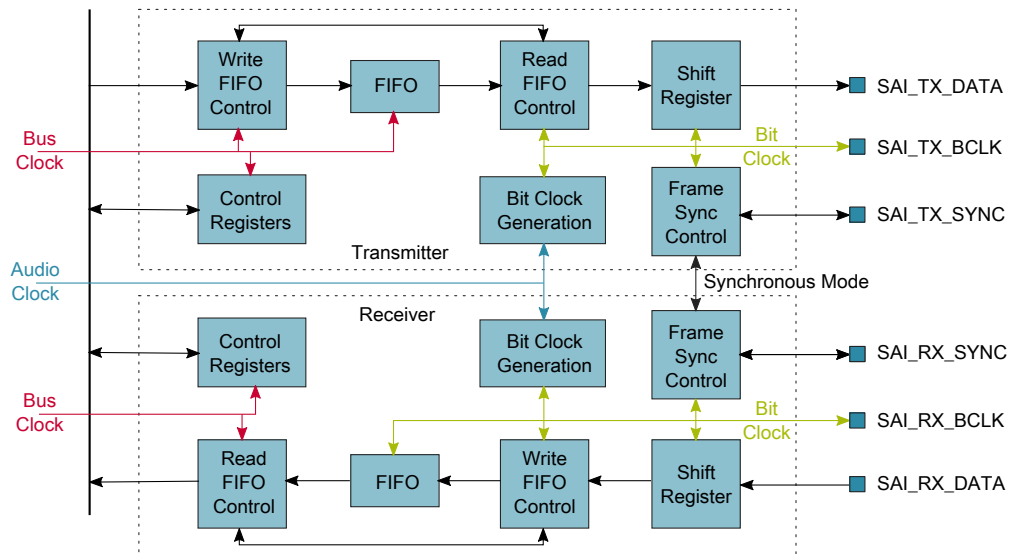 Write
FIFO
Control
FIFO
Read
FIFO
Control
Shift
Register
SAI_TX_DATA
Bus
Clock
Bit
Clock
SAI_TX_BCLK
Control
Registers
Bit Clock
Generation
Frame
Sync
Control
SAI_TX_SYNC
Transmitter
Audio
Clock
Synchronous Mode
Receiver
Control
Registers
Bit Clock
Generation
Frame
Sync
Control
SAI_RX_SYNC
Bus
Clock
Bit
Clock
SAI_RX_BCLK
Read
FIFO
Control
FIFO
Write
FIFO
Control
Shift
Register
SAI_RX_DATA